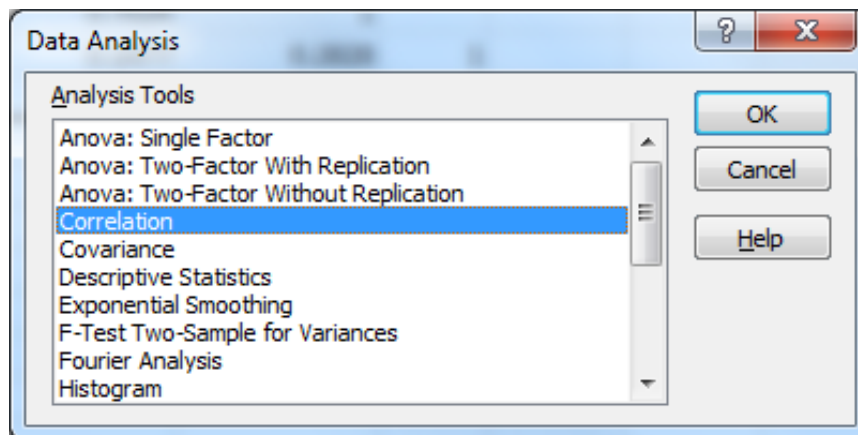 Data Analysis
Analysis Tools
Anova: Single Factor
Anova: Two-Factor With Replication
Anova: Two-Factor Without Replication
Correlation
Covariance
Descriptive Statistics
Exponential Smoothing
F-Test Two-Sample for Variances
Fourier Analysis
Histogram
OK
Cancel
Help